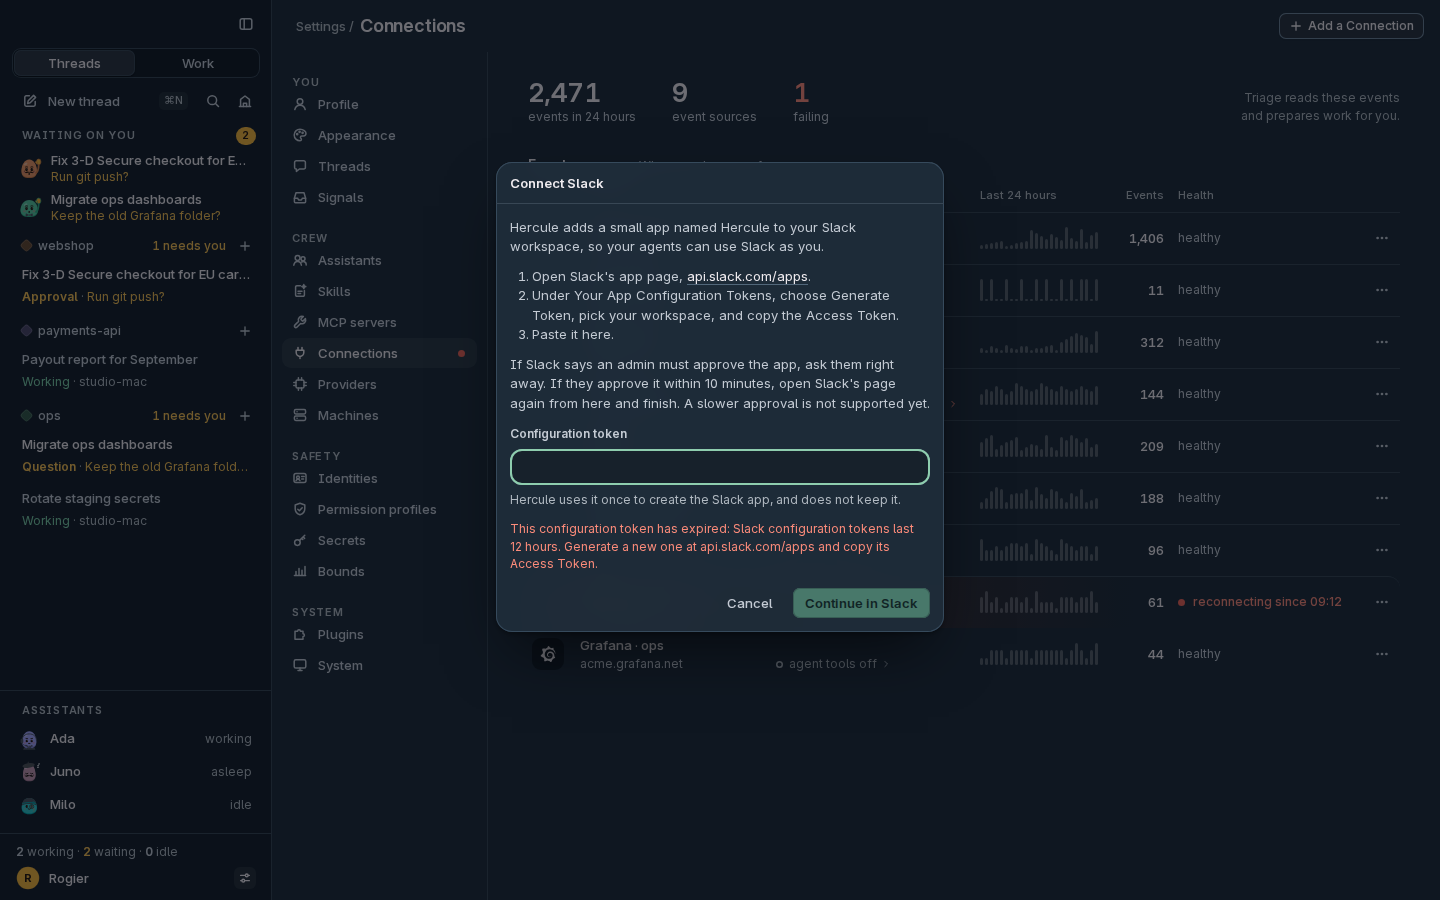 Threads
Work
New thread
⌘N
WAITING ON YOU
2
Fix 3-D Secure checkout for E...
Run git push?
Migrate ops dashboards
Keep the old Grafana folder?
webshop
1 needs you
Fix 3-D Secure checkout for EU car...
Approval · Run git push?
payments-api
Payout report for September
Working · studio-mac
ops
1 needs you
Migrate ops dashboards
Question · Keep the old Grafana fold...
Rotate staging secrets
Working · studio-mac
ASSISTANTS
Ada
working
Juno
asleep
Milo
idle
2 working · 2 waiting · 0 idle
R
Rogier
Settings / Connections
Add a Connection
YOU
Profile
Appearance
Threads
Signals
CREW
Assistants
Skills
MCP servers
Connections
Providers
Machines
SAFETY
Identities
Permission profiles
Secrets
Bounds
SYSTEM
Plugins
System
2,471
events in 24 hours
9
event sources
1
failing
Triage reads these events
and prepares work for you.
Last 24 hours
Events
Health
1,406
healthy
11
healthy
312
healthy
144
healthy
209
healthy
188
healthy
96
healthy
61
reconnecting since 09:12
Grafana · ops
acme.grafana.net
agent tools off
44
healthy
Connect Slack
Hercule adds a small app named Hercule to your Slack
workspace, so your agents can use Slack as you.
1. Open Slack's app page, api.slack.com/apps.
2. Under Your App Configuration Tokens, choose Generate
Token, pick your workspace, and copy the Access Token.
3. Paste it here.
If Slack says an admin must approve the app, ask them right
away. If they approve it within 10 minutes, open Slack's page
again from here and finish. A slower approval is not supported yet.
Configuration token
Hercule uses it once to create the Slack app, and does not keep it.
This configuration token has expired: Slack configuration tokens last
12 hours. Generate a new one at api.slack.com/apps and copy its
Access Token.
Cancel
Continue in Slack